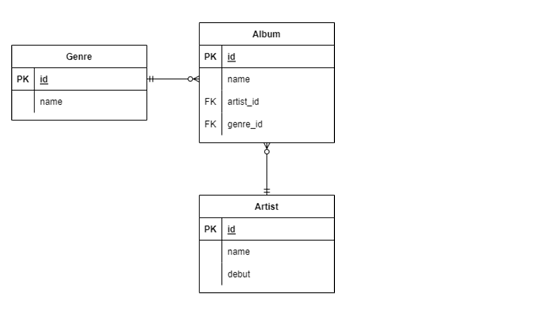 Genre
PK id
name
Album
PK id
name
FK artist_id
FK genre_id
Artist
PK id
name
debut